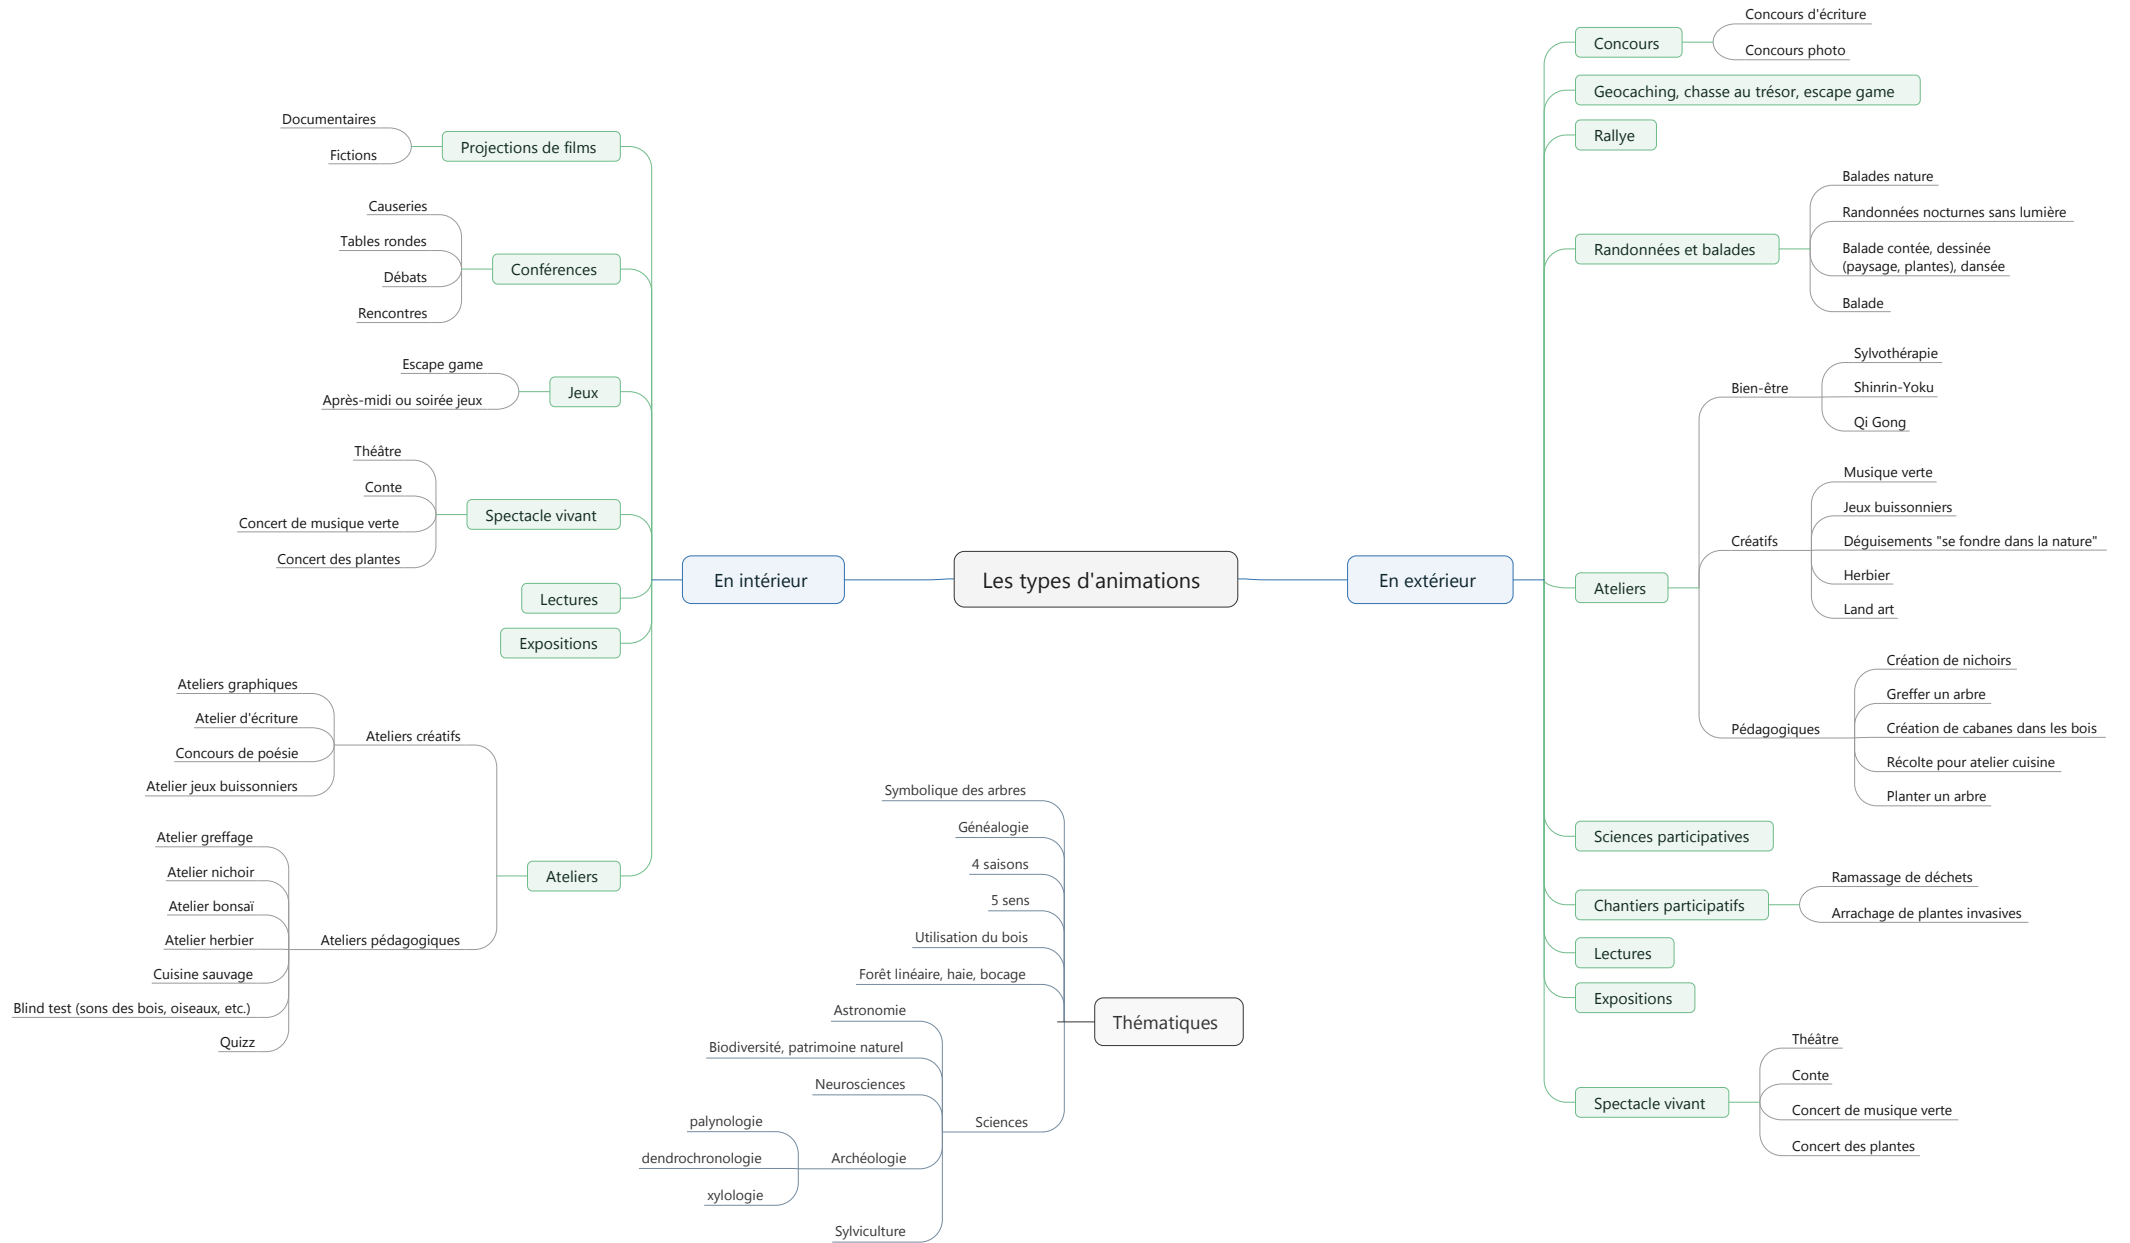 Les types d'animations
En intérieur
Projections de films
Documentaires
Fictions
Conférences
Causeries
Tables rondes
Débats
Rencontres
Jeux
Escape game
Après-midi ou soirée jeux
Spectacle vivant
Théâtre
Conte
Concert de musique verte
Concert des plantes
Lectures
Expositions
Ateliers
Ateliers créatifs
Ateliers graphiques
Atelier d'écriture
Concours de poésie
Atelier jeux buissonniers
Ateliers pédagogiques
Atelier greffage
Atelier nichoir
Atelier bonsaï
Atelier herbier
Cuisine sauvage
Blind test (sons des bois, oiseaux, etc.)
Quizz
En extérieur
Concours
Concours d'écriture
Concours photo
Geocaching, chasse au trésor, escape game
Rallye
Randonnées et balades
Balades nature
Randonnées nocturnes sans lumière
Balade contée, dessinée
(paysage, plantes), dansée
Balade
Ateliers
Bien-être
Sylvothérapie
Shinrin-Yoku
Qi Gong
Créatifs
Musique verte
Jeux buissonniers
Déguisements "se fondre dans la nature"
Herbier
Land art
Pédagogiques
Création de nichoirs
Greffer un arbre
Création de cabanes dans les bois
Récolte pour atelier cuisine
Planter un arbre
Sciences participatives
Chantiers participatifs
Ramassage de déchets
Arrachage de plantes invasives
Lectures
Expositions
Spectacle vivant
Théâtre
Conte
Concert de musique verte
Concert des plantes
Thématiques
Symbolique des arbres
Généalogie
4 saisons
5 sens
Utilisation du bois
Forêt linéaire, haie, bocage
Sciences
Astronomie
Biodiversité, patrimoine naturel
Neurosciences
Archéologie
palynologie
dendrochronologie
xylologie
Sylviculture